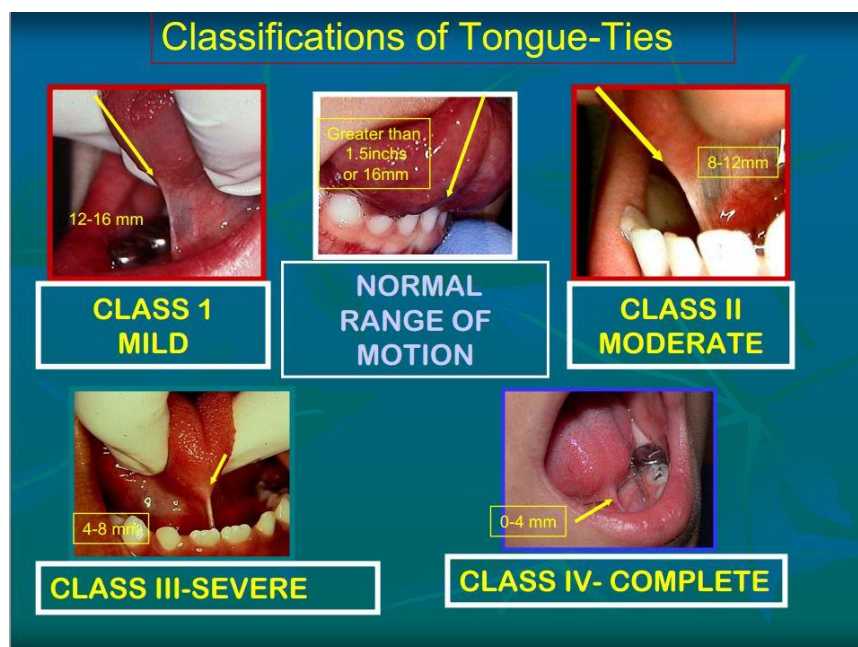 Classifications of Tongue-Ties
12-16 mm
CLASS 1
MILD
Greater than
1.5inchs
or 16mm
NORMAL
RANGE OF
MOTION
8-12mm
CLASS II
MODERATE
4-8 mm
CLASS III-SEVERE
0-4 mm
CLASS IV- COMPLETE